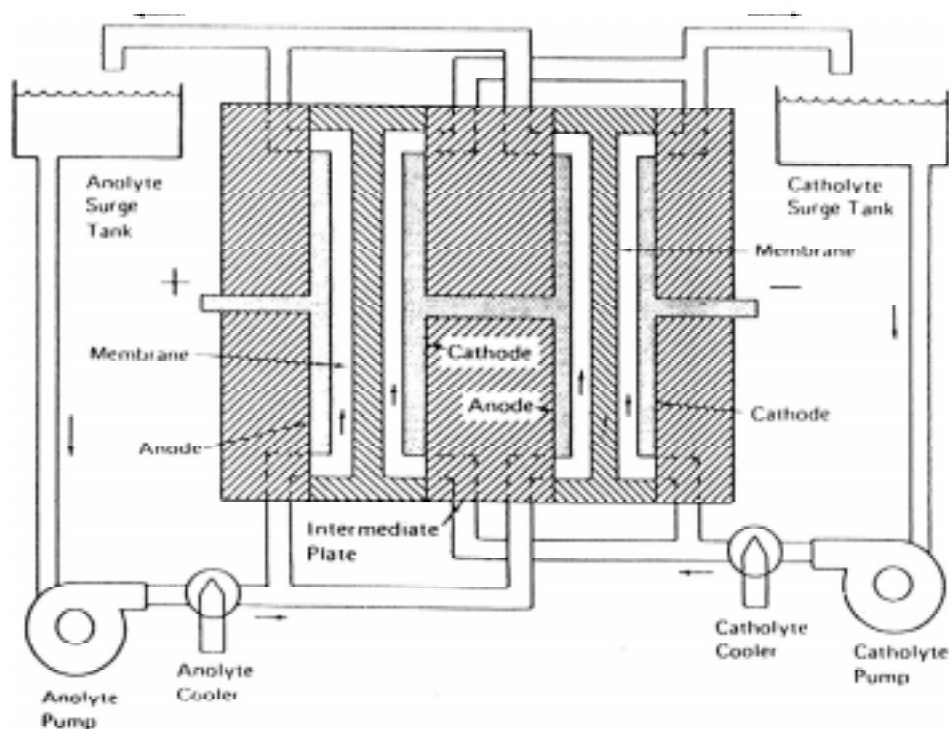 Anolyte
Surge
Tank
Catholyte
Surge Tank
Membrane
+
−
Membrane
Cathode
Anode
Cathode
Anode
Intermediate
Plate
Anolyte
Cooler
Catholyte
Cooler
Catholyte
Pump
Anolyte
Pump